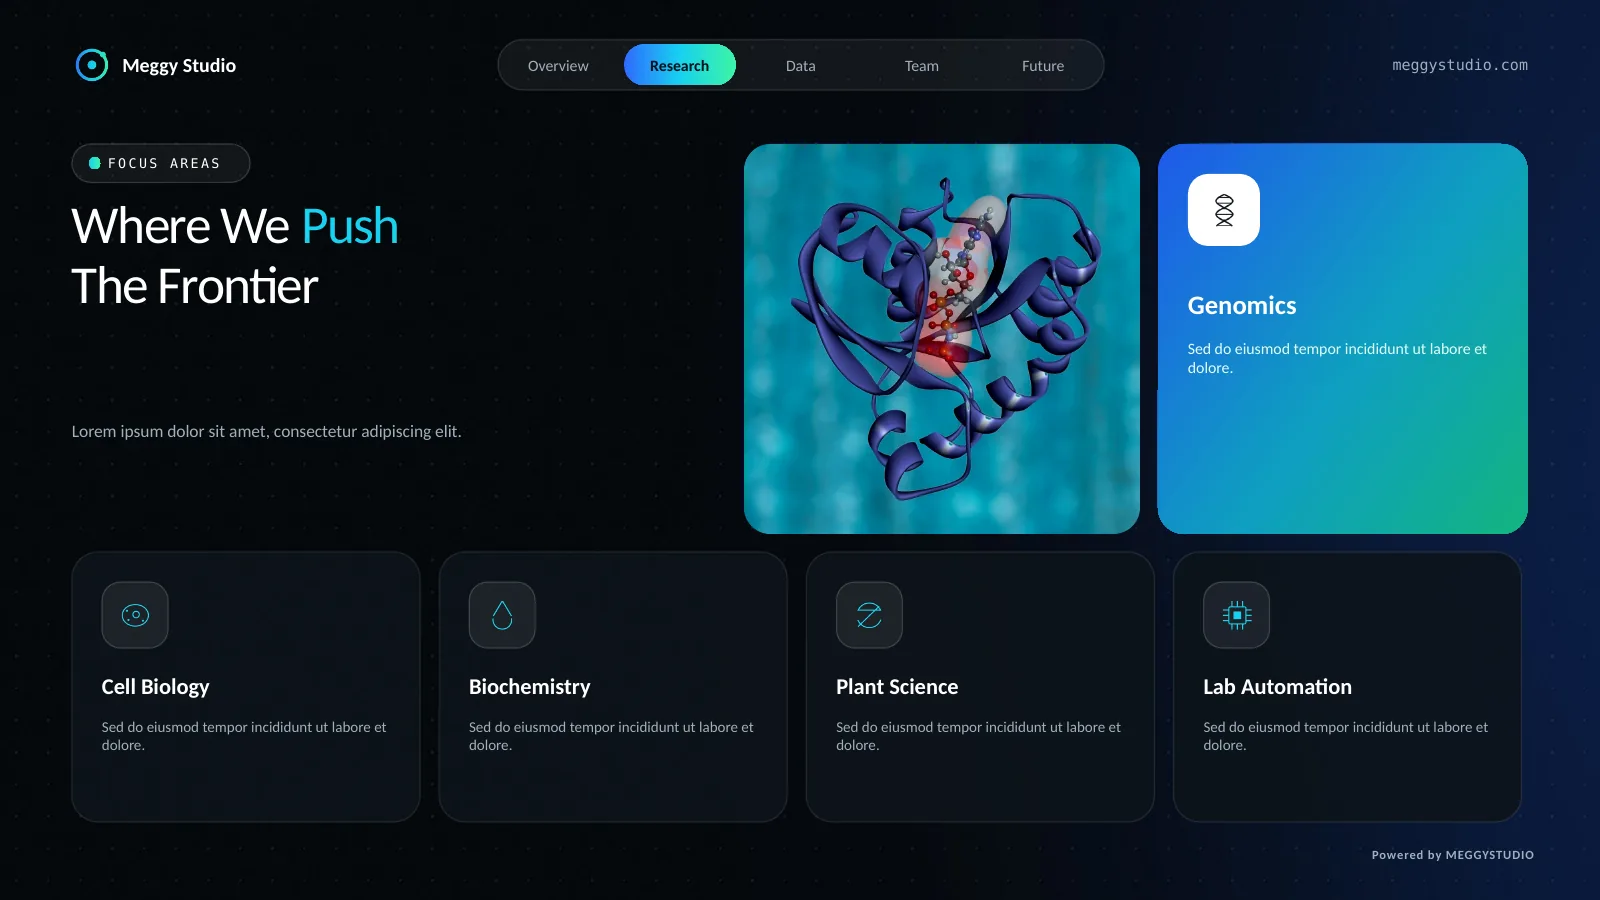 Meggy Studio
Overview
Research
Data
Team
Future
meggystudio.com
FOCUS AREAS
Where We Push
The Frontier
Lorem ipsum dolor sit amet, consectetur adipiscing elit.
Genomics
Sed do eiusmod tempor incididunt ut labore et
dolore.
Cell Biology
Sed do eiusmod tempor incididunt ut labore et
dolore.
Biochemistry
Sed do eiusmod tempor incididunt ut labore et
dolore.
Plant Science
Sed do eiusmod tempor incididunt ut labore et
dolore.
Lab Automation
Sed do eiusmod tempor incididunt ut labore et
dolore.
Powered by MEGGYSTUDIO